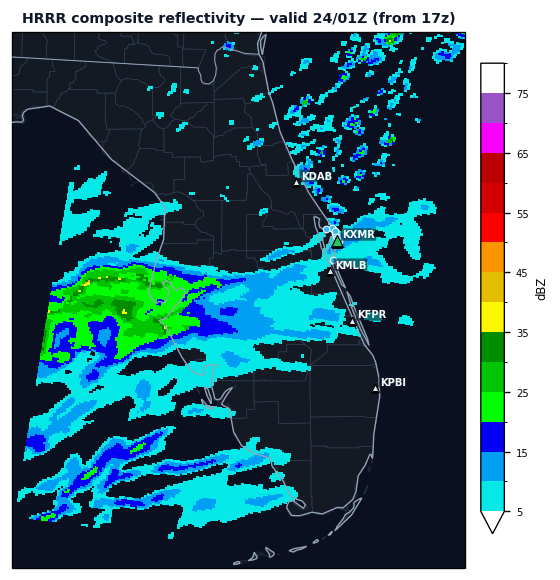 HRRR composite reflectivity — valid 24/01Z (from 17z)
75
65
55
45
35
25
15
5
dBZ
KDAB
KXMR
KMLB
KFPR
KPBI